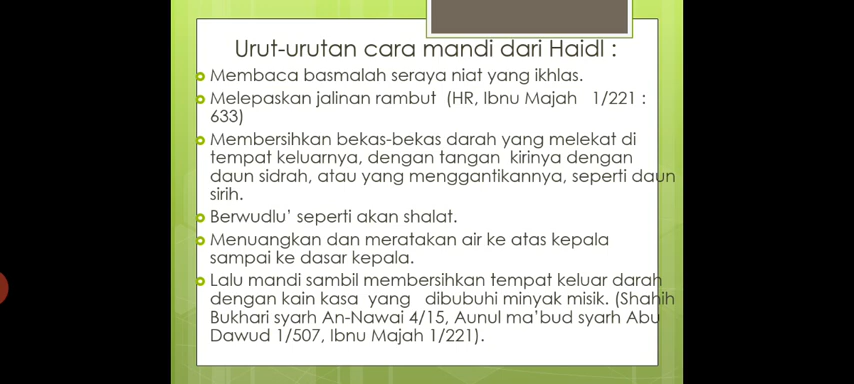 Urut-urutan cara mandi dari Haidl :
Membaca basmalah seraya niat yang ikhlas.
Melepaskan jalinan rambut (HR, Ibnu Majah 1/221 :
633)
Membersihkan bekas-bekas darah yang melekat di
tempat keluarnya, dengan tangan kirinya dengan
daun sidrah, atau yang menggantikannya, seperti daun
sirih.
Berwudlu' seperti akan shalat.
Menuangkan dan meratakan air ke atas kepala
sampai ke dasar kepala.
Lalu mandi sambil membersihkan tempat keluar darah
dengan kain kasa yang dibubuhi minyak misik. (Shahih
Bukhari syarh An-Nawai 4/15, Aunul ma'bud syarh Abu
Dawud 1/507, Ibnu Majah 1/221).